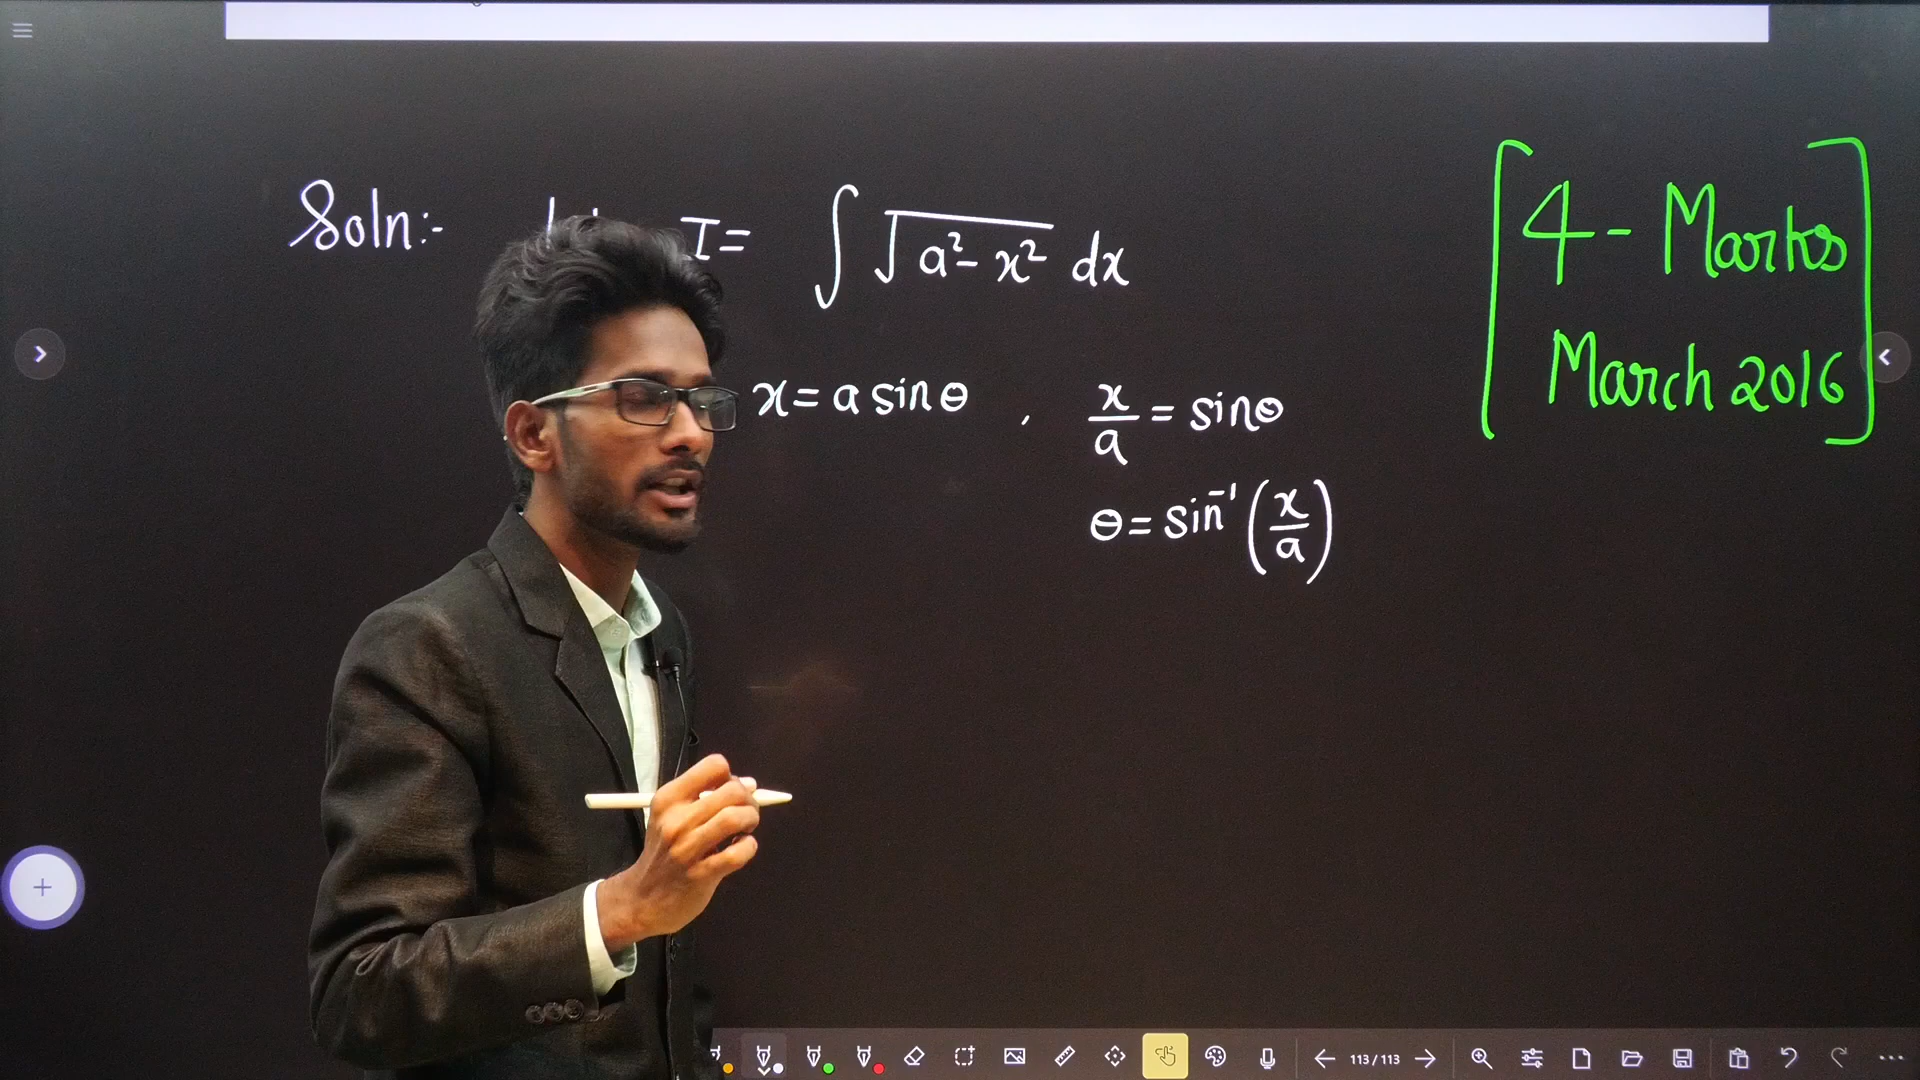 Soln:- I = ∫ √a² - x² dx
x = a sinθ , x/a = sinθ
θ = sin⁻¹ (x/a)
[4 - Marks
March 2016]
113 / 113